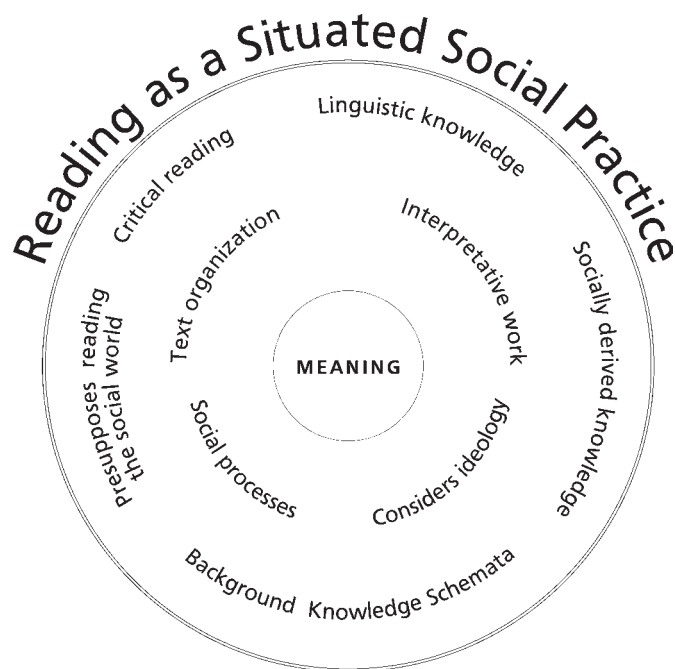 Reading as a Situated Social Practice
Linguistic knowledge
Critical reading
Socially derived knowledge
Presupposes reading
the social world
Background Knowledge Schemata
Text organization
Interpretative work
Social processes
Considers ideology
MEANING